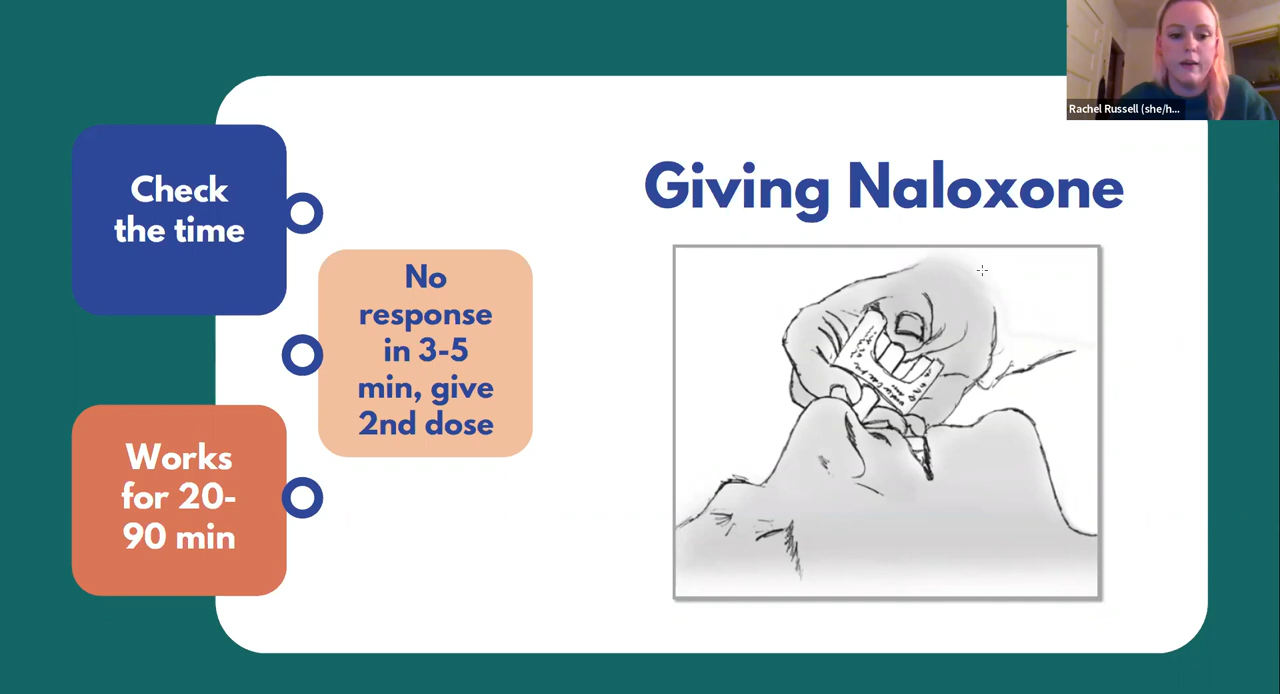 Rachel Russell (she/h...
Giving Naloxone
Check
the time
No
response
in 3-5
min, give
2nd dose
Works
for 20-
90 min